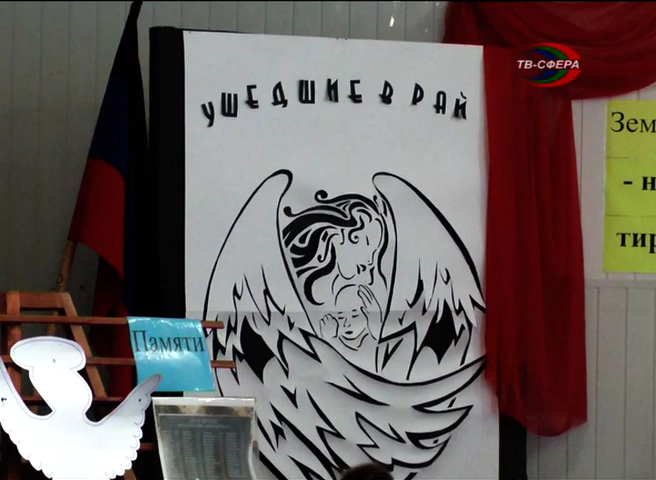 ТВ-СФЕРА
УШЕДШИЕ В РАЙ
Зем
- н
тир
Памяти